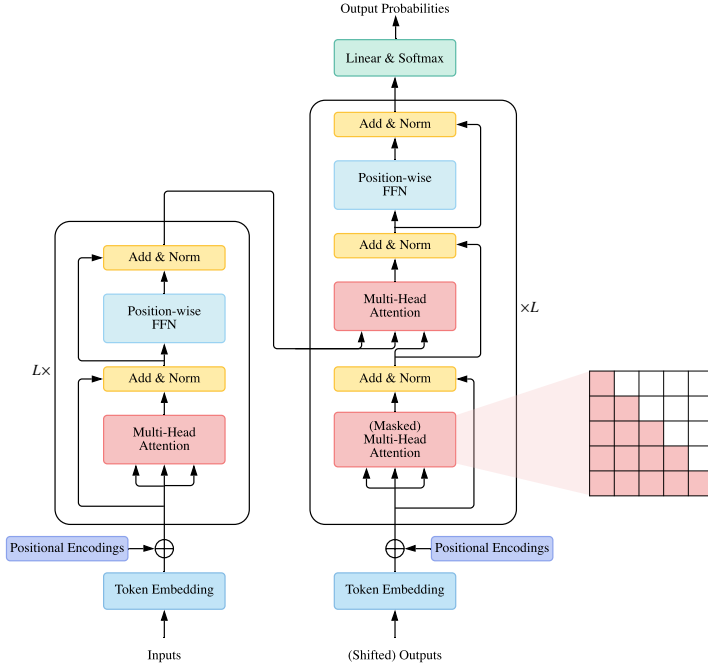 Output Probabilities
Linear & Softmax
Add & Norm
Position-wise
FFN
Add & Norm
Multi-Head
Attention
×L
Add & Norm
(Masked)
Multi-Head
Attention
Positional Encodings
Token Embedding
(Shifted) Outputs
Add & Norm
Position-wise
FFN
L×
Add & Norm
Multi-Head
Attention
Positional Encodings
Token Embedding
Inputs